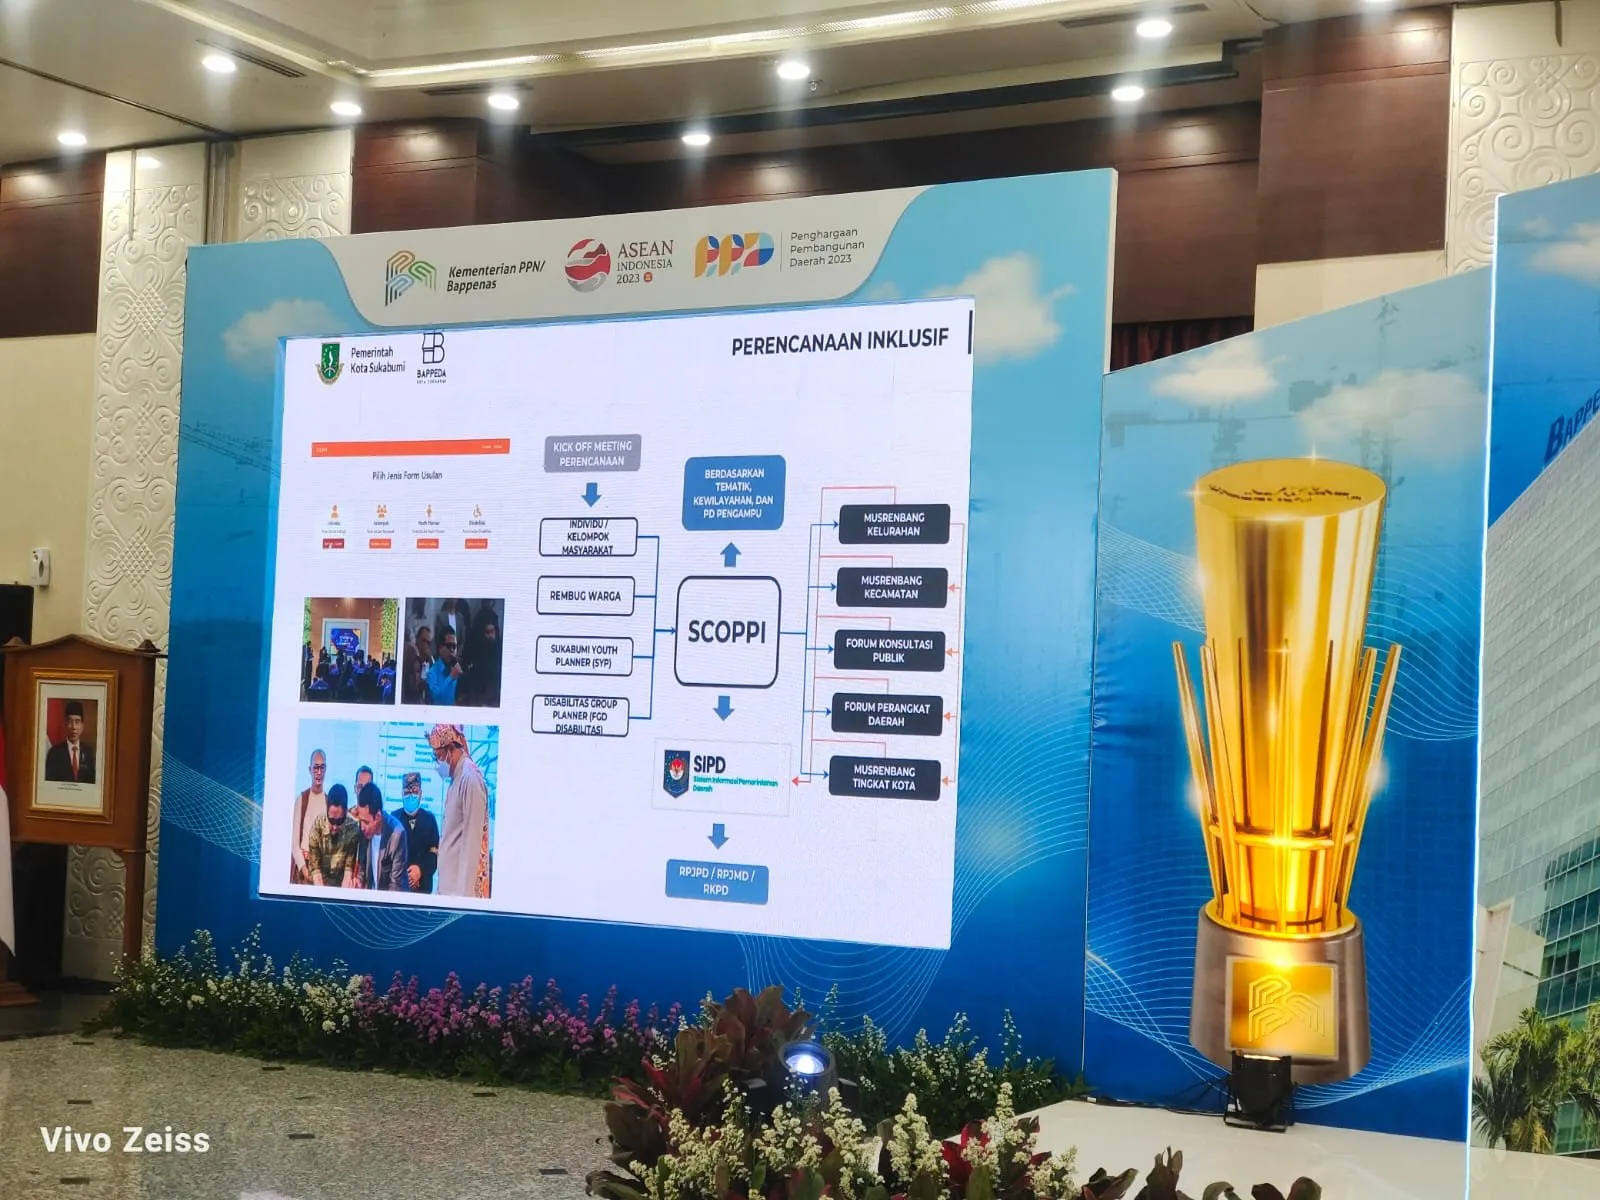 Kementerian PPN/
Bappenas
ASEAN
INDONESIA
2023
PPD
Penghargaan
Pembangunan
Daerah 2023
Pemerintah
Kota Sukabumi
BAPPEDA
PERENCANAAN INKLUSIF
Pilih Jenis Form Usulan
KICK OFF MEETING
PERENCANAAN
INDIVIDU /
KELOMPOK
MASYARAKAT
REMBUG WARGA
SUKABUMI YOUTH
PLANNER (SYP)
DISABILITAS GROUP
PLANNER (FGD
DISABILITAS)
BERDASARKAN
TEMATIK,
KEWILAYAHAN, DAN
PD PENGAMPU
SCOPPI
SIPD
Sistem Informasi Pemerintahan
Daerah
RPJPD / RPJMD /
RKPD
MUSRENBANG
KELURAHAN
MUSRENBANG
KECAMATAN
FORUM KONSULTASI
PUBLIK
FORUM PERANGKAT
DAERAH
MUSRENBANG
TINGKAT KOTA
Vivo Zeiss